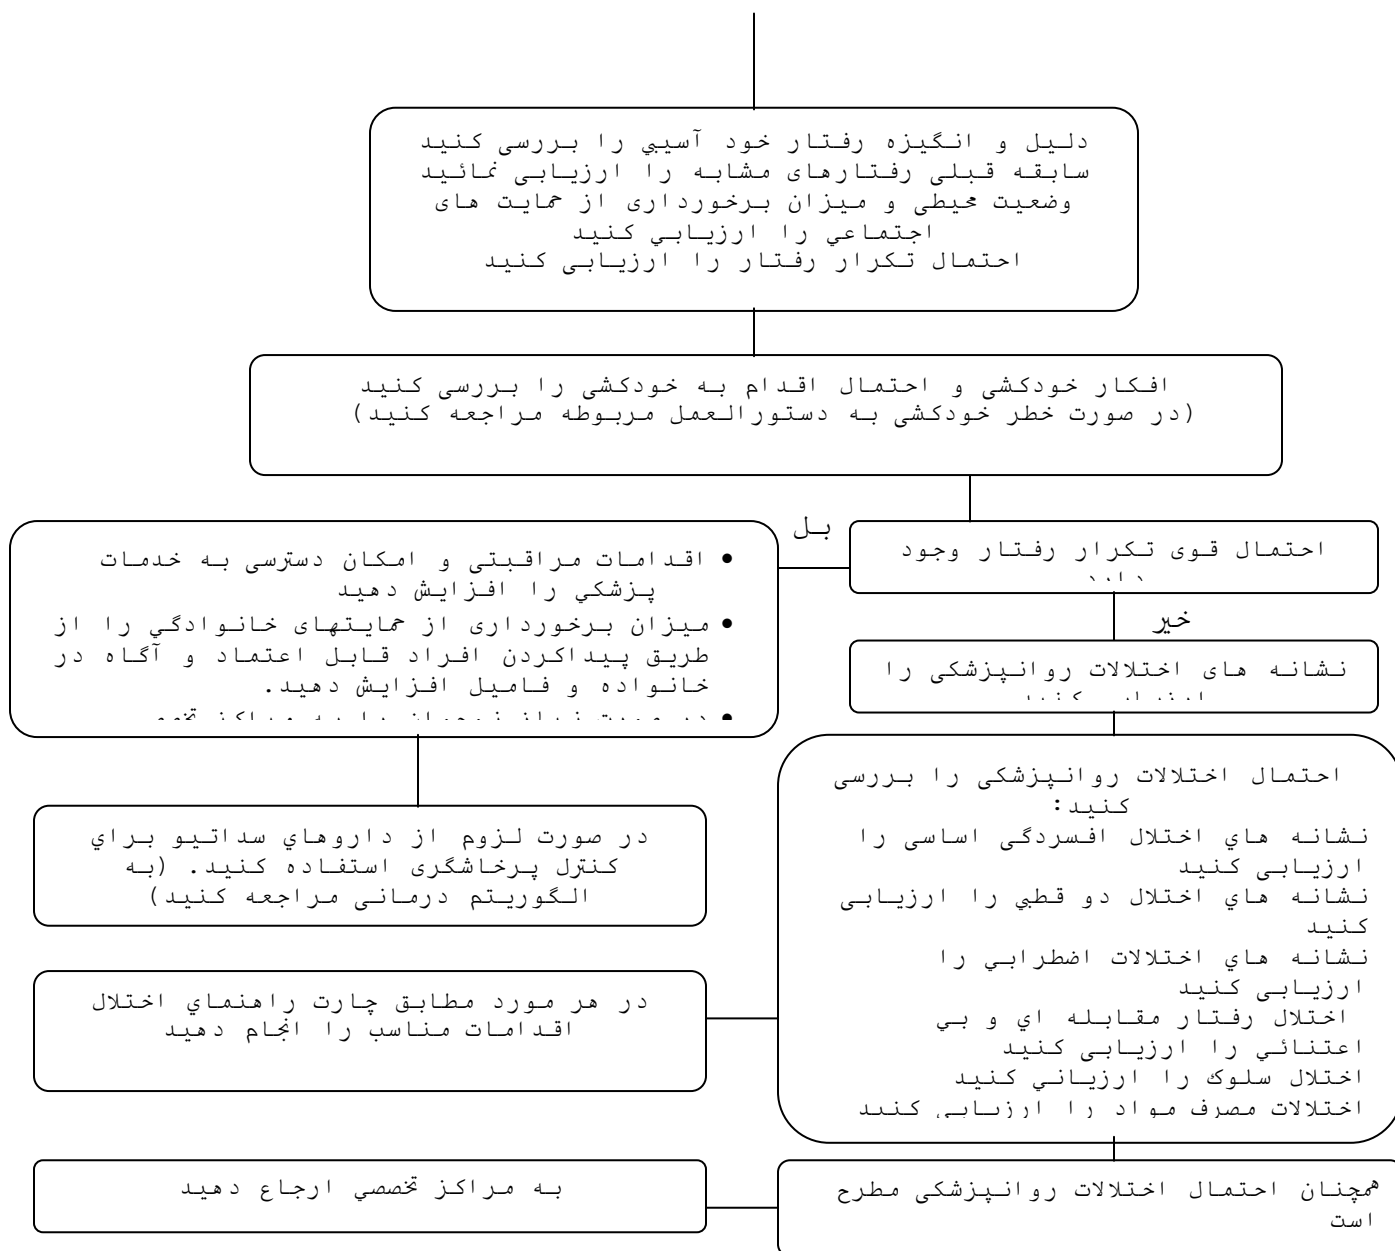 دلیل و انگیزه رفتار خود آسیبي را بررسی کنید
سابقه قبلی رفتارهای مشابه را ارزیابی نمائید
وضعیت محیطی و میزان برخورداری از حمایت های
اجتماعي را ارزیابي کنید
احتمال تکرار رفتار را ارزیابی کنید
افکار خودکشی و احتمال اقدام به خودکشی را بررسی کنید
(در صورت خطر خودکشی به دستورالعمل مربوطه مراجعه کنید)
احتمال قوی تکرار رفتار وجود
بل
• اقدامات مراقبتی و امکان دسترسی به خدمات
پزشکي را افزایش دهید
• میزان برخورداری از حمایتهای خانوادگي را از
طریق پیداکردن افراد قابل اعتماد و آگاه در
خانواده و فامیل افزایش دهید.
خیر
نشانه های اختلالات روانپزشکی را
در صورت لزوم از داروهاي سداتیو براي
کنترل پرخاشگری استفاده کنید. (به
الگوریتم درمانی مراجعه کنید)
احتمال اختلالات روانپزشکی را بررسی
کنید:
نشانه هاي اختلال افسردگی اساسی را
ارزیابی کنید
نشانه هاي اختلال دو قطبي را ارزیابی
کنید
نشانه هاي اختلالات اضطرابي را
ارزیابی کنید
اختلال رفتار مقابله اي و بي
اعتنائي را ارزیابی کنید
اختلال سلوك را ارزیاني کنید
اختلالات مصرف مواد را ارزیابی کنید
در هر مورد مطابق چارت راهنماي اختلال
اقدامات مناسب را انجام دهید
همچنان احتمال اختلالات روانپزشکی مطرح
است
به مراکز تخصصي ارجاع دهید